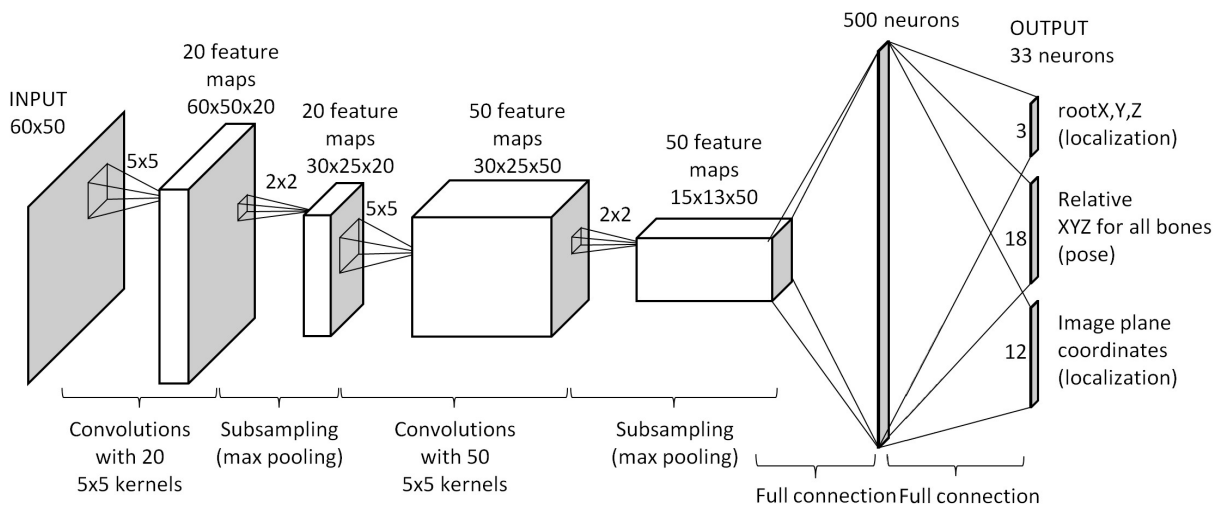 INPUT
60x50
5x5
20 feature
maps
60x50x20
2x2
20 feature
maps
30x25x20
5x5
50 feature
maps
30x25x50
2x2
50 feature
maps
15x13x50
500 neurons
OUTPUT
33 neurons
3
rootX,Y,Z
(localization)
18
Relative
XYZ for all bones
(pose)
12
Image plane
coordinates
(localization)
Convolutions
with 20
5x5 kernels
Subsampling
(max pooling)
Convolutions
with 50
5x5 kernels
Subsampling
(max pooling)
Full connection
Full connection